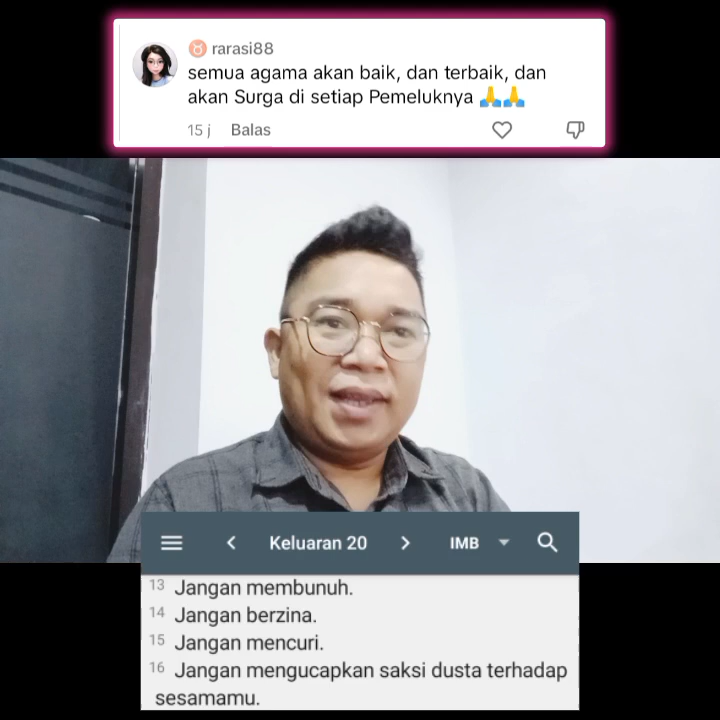 rarasi88
semua agama akan baik, dan terbaik, dan
akan Surga di setiap Pemeluknya 🙏🙏
15 j Balas
Keluaran 20 IMB
13 Jangan membunuh.
14 Jangan berzina.
15 Jangan mencuri.
16 Jangan mengucapkan saksi dusta terhadap
sesamamu.